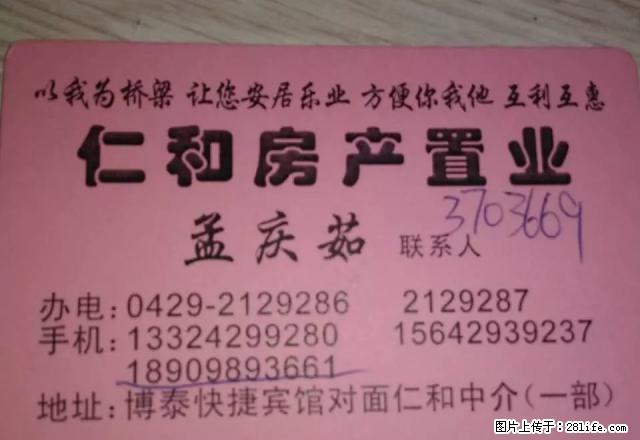 以我为桥梁 让您安居乐业 方便你我他 互利互惠
仁和房产置业
3703669
孟庆茹 联系人
办电: 0429-2129286 2129287
手机: 13324299280 15642939237
18909893661
地址: 博泰快捷宾馆对面仁和中介(一部)
图片上传于:28life.com